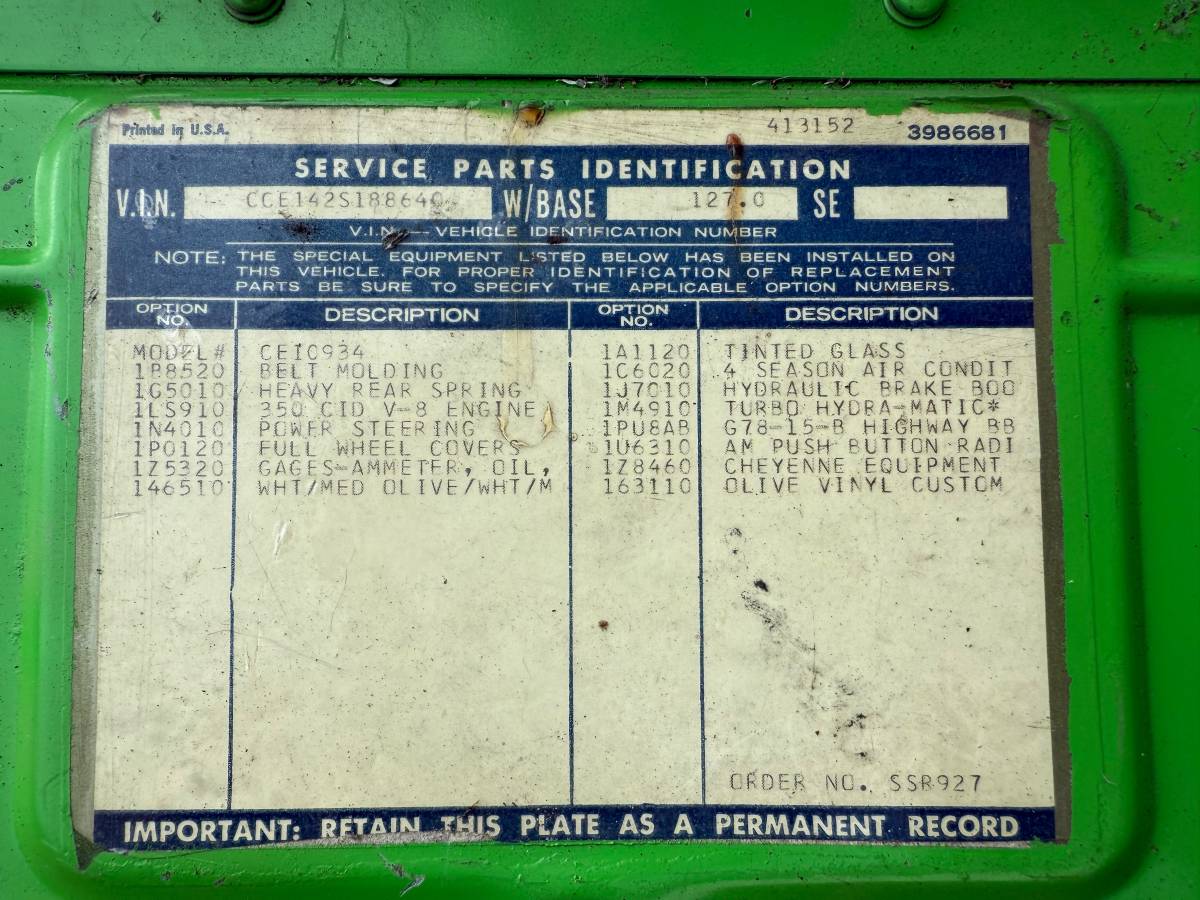 Printed in U.S.A. 413152 3986681
SERVICE PARTS IDENTIFICATION
V.I.N. CCE142S188640 W/BASE 127.0 SE
V.I.N. — VEHICLE IDENTIFICATION NUMBER
NOTE: THE SPECIAL EQUIPMENT LISTED BELOW HAS BEEN INSTALLED ON
THIS VEHICLE. FOR PROPER IDENTIFICATION OF REPLACEMENT
PARTS BE SURE TO SPECIFY THE APPLICABLE OPTION NUMBERS.
OPTION NO. DESCRIPTION OPTION NO. DESCRIPTION
MODEL# CE10934 1A1120 TINTED GLASS
1B8520 BELT MOLDING 1C6020 4 SEASON AIR CONDIT
1G5010 HEAVY REAR SPRING 1J7010 HYDRAULIC BRAKE BOO
1LS910 350 CID V-8 ENGINE 1M4910 TURBO HYDRA-MATIC*
1N4010 POWER STEERING 1PU8AB G78-15-B HIGHWAY BB
1P0120 FULL WHEEL COVERS 1U6310 AM PUSH BUTTON RADI
1Z5320 GAGES-AMMETER, OIL, 1Z8460 CHEYENNE EQUIPMENT
146510 WHT/MED OLIVE/WHT/M 163110 OLIVE VINYL CUSTOM
ORDER NO. SSR927
IMPORTANT: RETAIN THIS PLATE AS A PERMANENT RECORD